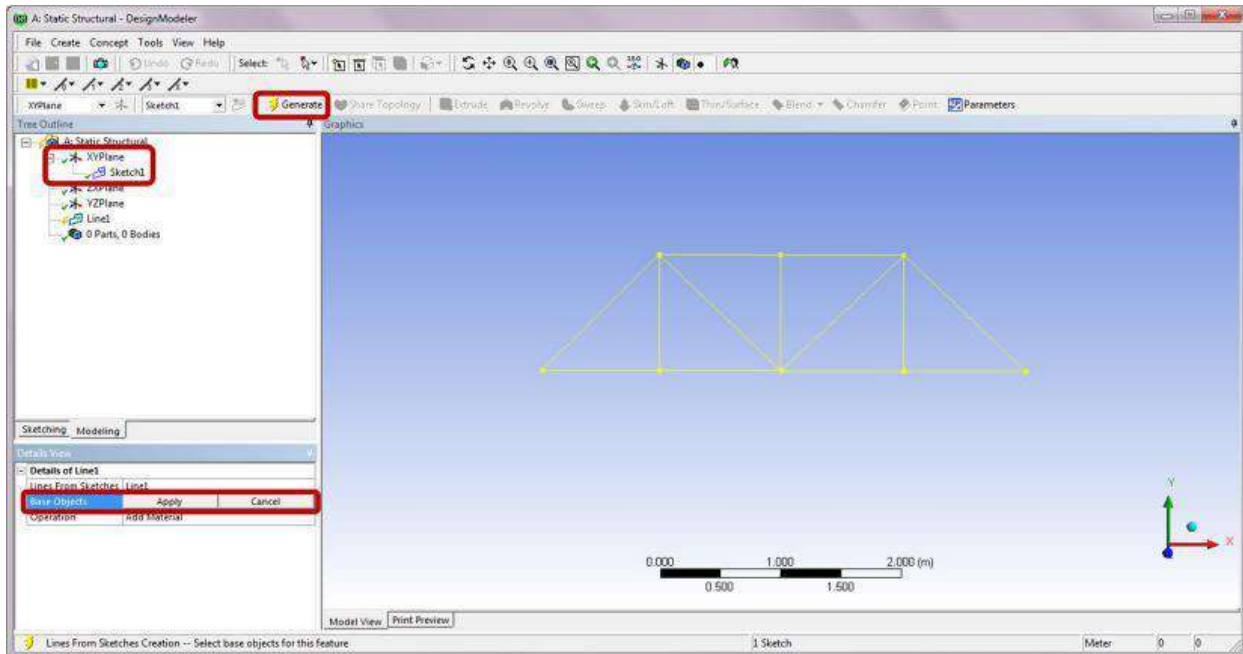 A: Static Structural - DesignModeler
File Create Concept Tools View Help
Undo Redo Select:
XYPlane Sketch1 Generate Share Topology Extrude Revolve Sweep Skin/Loft Thin/Surface Blend Chamfer Point Parameters
Tree Outline
Graphics
A: Static Structural
XYPlane
Sketch1
ZXPlane
YZPlane
Line1
0 Parts, 0 Bodies
Sketching Modeling
Details View
Details of Line1
Lines From Sketches Line1
Base Objects Apply Cancel
Operation Add Material
Y
X
0.000 1.000 2.000 (m)
0.500 1.500
Model View Print Preview
Lines From Sketches Creation -- Select base objects for this feature 1 Sketch Meter 0 0